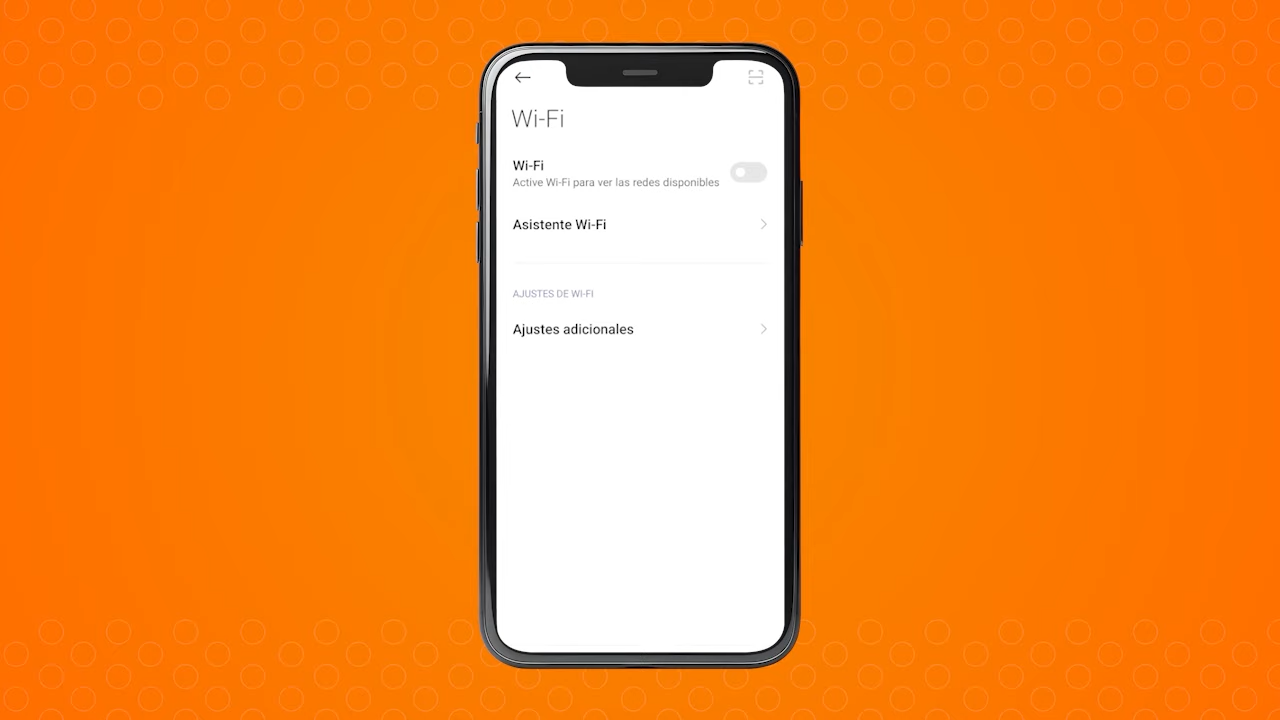 Wi-Fi
Wi-Fi
Active Wi-Fi para ver las redes disponibles
Asistente Wi-Fi
AJUSTES DE WI-FI
Ajustes adicionales